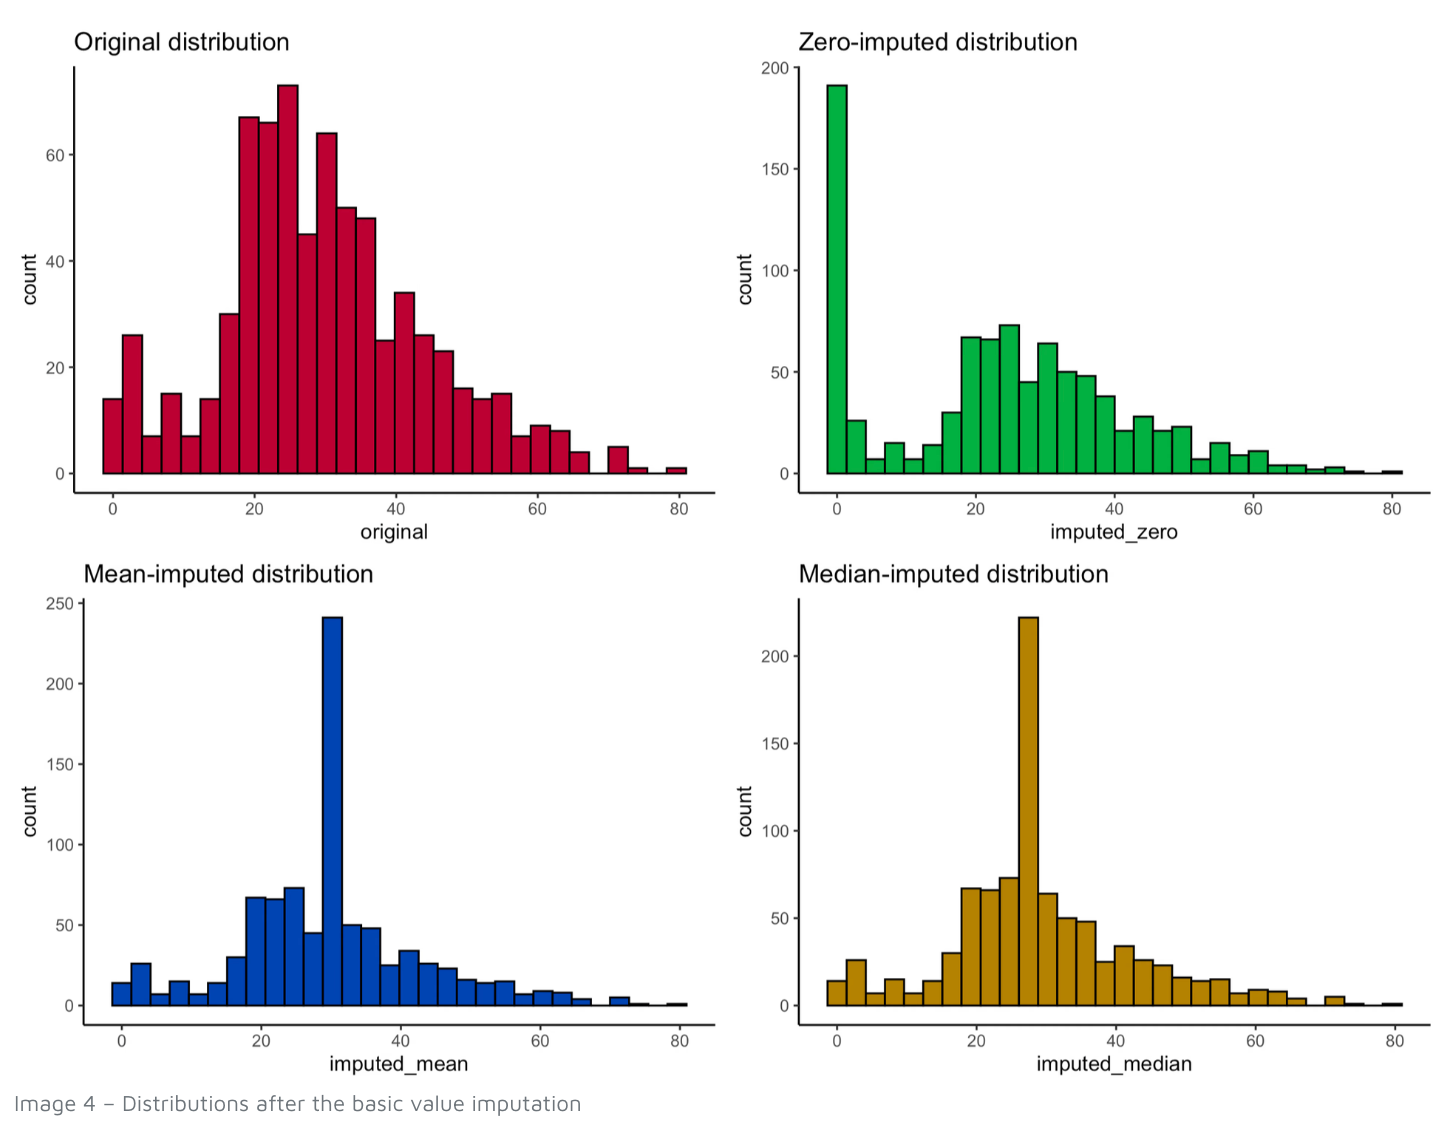 Original distribution
60
40
20
0
count
0 20 40 60 80
original
Zero-imputed distribution
200
150
100
50
0
count
0 20 40 60 80
imputed_zero
Mean-imputed distribution
250
200
150
100
50
0
count
0 20 40 60 80
imputed_mean
Median-imputed distribution
200
150
100
50
0
count
0 20 40 60 80
imputed_median
Image 4 – Distributions after the basic value imputation